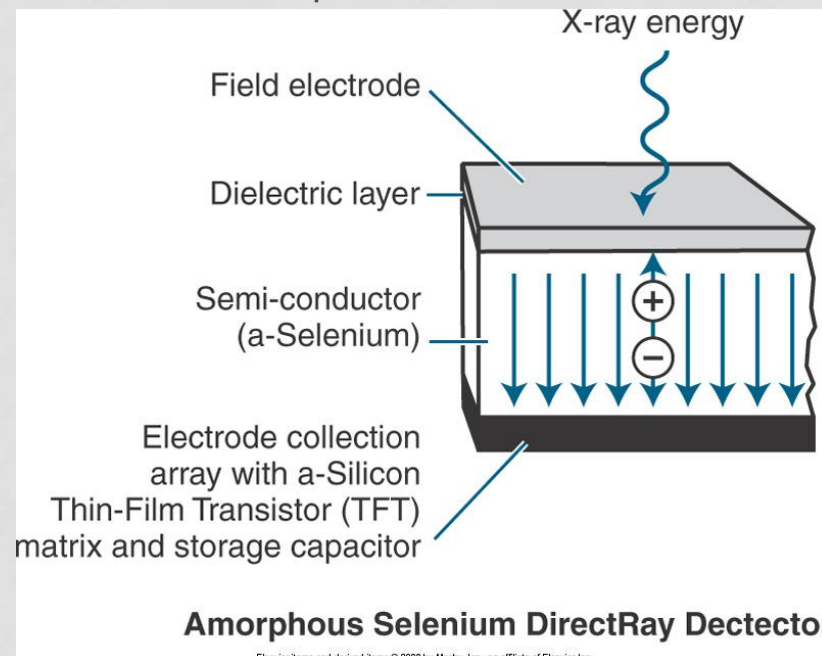 X-ray energy
Field electrode
Dielectric layer
Semi-conductor
(a-Selenium)
Electrode collection
array with a-Silicon
Thin-Film Transistor (TFT)
matrix and storage capacitor
Amorphous Selenium DirectRay Dectecto